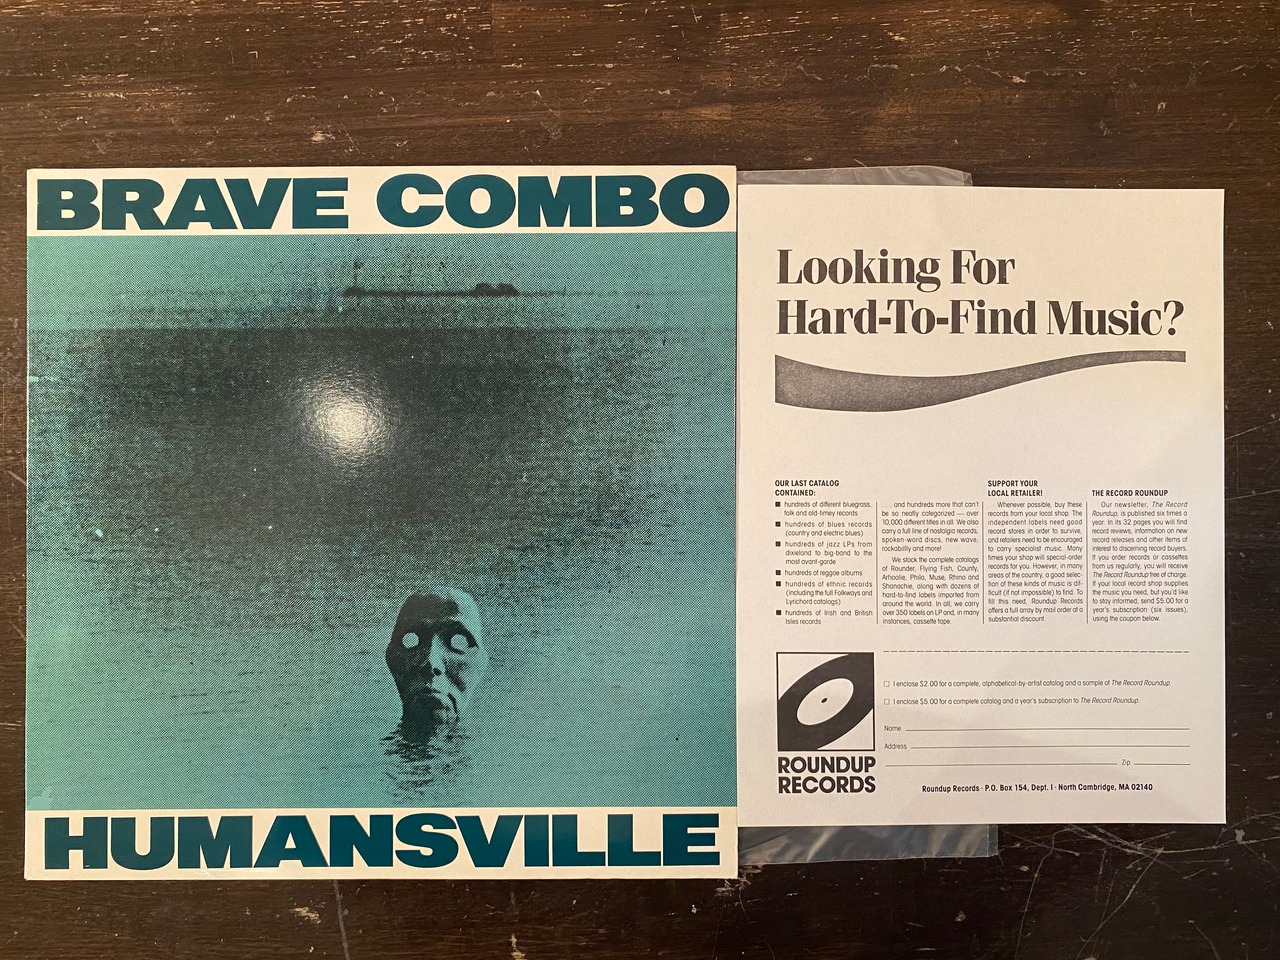 BRAVE COMBO
HUMANSVILLE
Looking For
Hard-To-Find Music?
OUR LAST CATALOG
CONTAINED:
■ hundreds of different bluegrass,
folk and old-timey records
■ hundreds of blues records
(country and electric blues)
■ hundreds of jazz LPs from
dixieland to big-band to the
most avant-garde
■ hundreds of reggae albums
■ hundreds of ethnic records
(including the full Folkways and
Lyrichord catalogs)
■ hundreds of Irish and British
Isles records
. . . and hundreds more that can't
be so neatly categorized — over
10,000 different titles in all. We also
carry a full line of nostalgia records,
spoken-word discs, new wave,
rockabilly and more!
We stock the complete catalogs
of Rounder, Flying Fish, County,
Arhoolie, Philo, Muse, Rhino and
Shanachie, along with dozens of
hard-to-find labels imported from
around the world. In all, we carry
over 350 labels on LP and, in many
instances, cassette tape.
SUPPORT YOUR
LOCAL RETAILER!
Whenever possible, buy these
records from your local shop. The
independent labels need good
record stores in order to survive,
and retailers need to be encouraged
to carry specialist music. Many
times your shop will special-order
records for you. However, in many
areas of the country, a good selec-
tion of these kinds of music is dif-
ficult (if not impossible) to find. To
fill this need, Roundup Records
offers a full array by mail order at a
substantial discount.
THE RECORD ROUNDUP
Our newsletter, The Record
Roundup, is published six times a
year. In its 32 pages you will find
record reviews, information on new
records and other items of
interest to discerning record buyers.
If you order records or cassettes
from us regularly, you will receive
The Record Roundup free of charge.
If your local record shop supplies
the music you need, but you'd like
to stay informed, send $5.00 for a
year's subscription (six issues),
using the coupon below.
☐ I enclose $2.00 for a complete, alphabetical-by-artist catalog and a sample of The Record Roundup.
☐ I enclose $5.00 for a complete catalog and a year's subscription to The Record Roundup.
Name
Address
Zip
ROUNDUP
RECORDS
Roundup Records · P.O. Box 154, Dept. I · North Cambridge, MA 02140